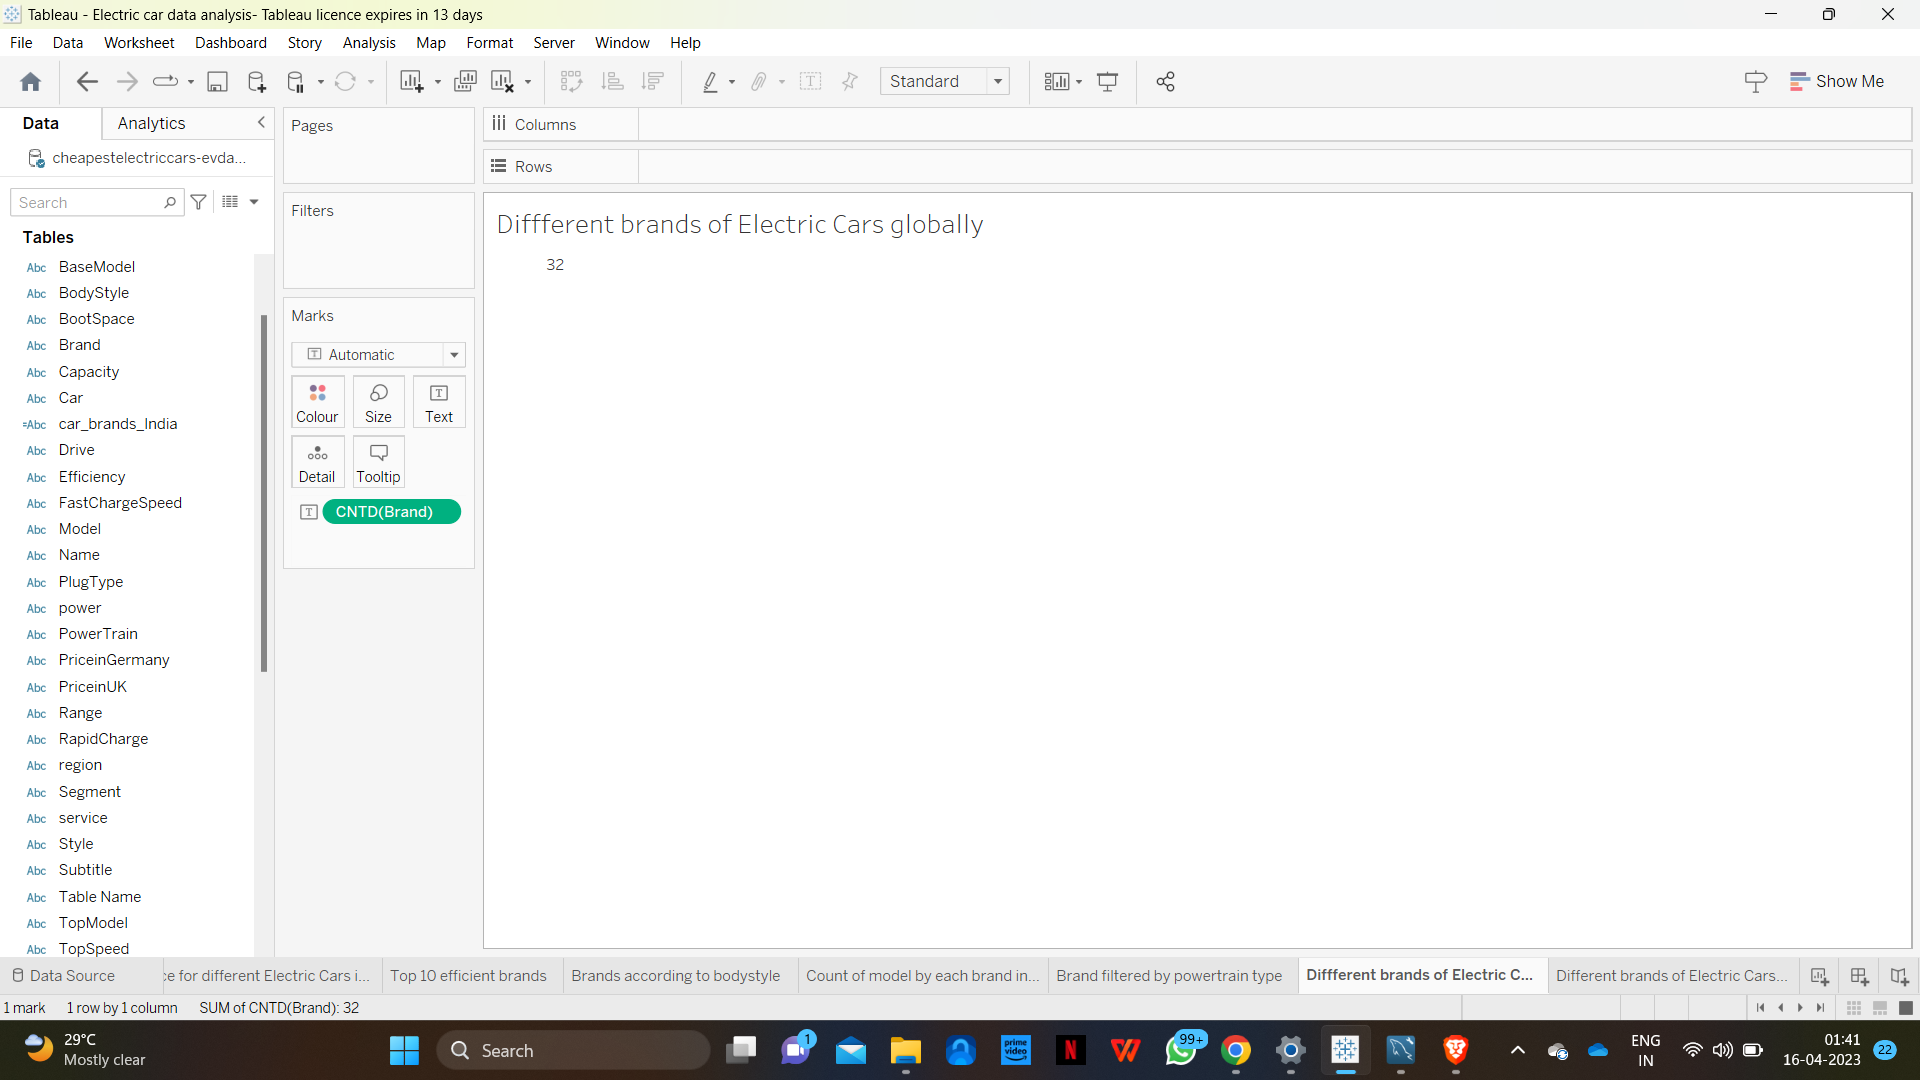 Tableau - Electric car data analysis- Tableau licence expires in 13 days
File Data Worksheet Dashboard Story Analysis Map Format Server Window Help
Standard
Show Me
Data Analytics
cheapestelectriccars-evda...
Search
Tables
Abc BaseModel
Abc BodyStyle
Abc BootSpace
Abc Brand
Abc Capacity
Abc Car
=Abc car_brands_India
Abc Drive
Abc Efficiency
Abc FastChargeSpeed
Abc Model
Abc Name
Abc PlugType
Abc power
Abc PowerTrain
Abc PriceinGermany
Abc PriceinUK
Abc Range
Abc RapidCharge
Abc region
Abc Segment
Abc service
Abc Style
Abc Subtitle
Abc Table Name
Abc TopModel
Abc TopSpeed
Pages
Filters
Marks
Automatic
Colour Size Text
Detail Tooltip
CNTD(Brand)
Columns
Rows
Diffferent brands of Electric Cars globally
32
Data Source ce for different Electric Cars i... Top 10 efficient brands Brands according to bodystyle Count of model by each brand in... Brand filtered by powertrain type Diffferent brands of Electric C... Different brands of Electric Cars...
1 mark 1 row by 1 column SUM of CNTD(Brand): 32
29°C
Mostly clear
Search
1
prime video
N
W
99+
ENG
IN
01:41
16-04-2023
22